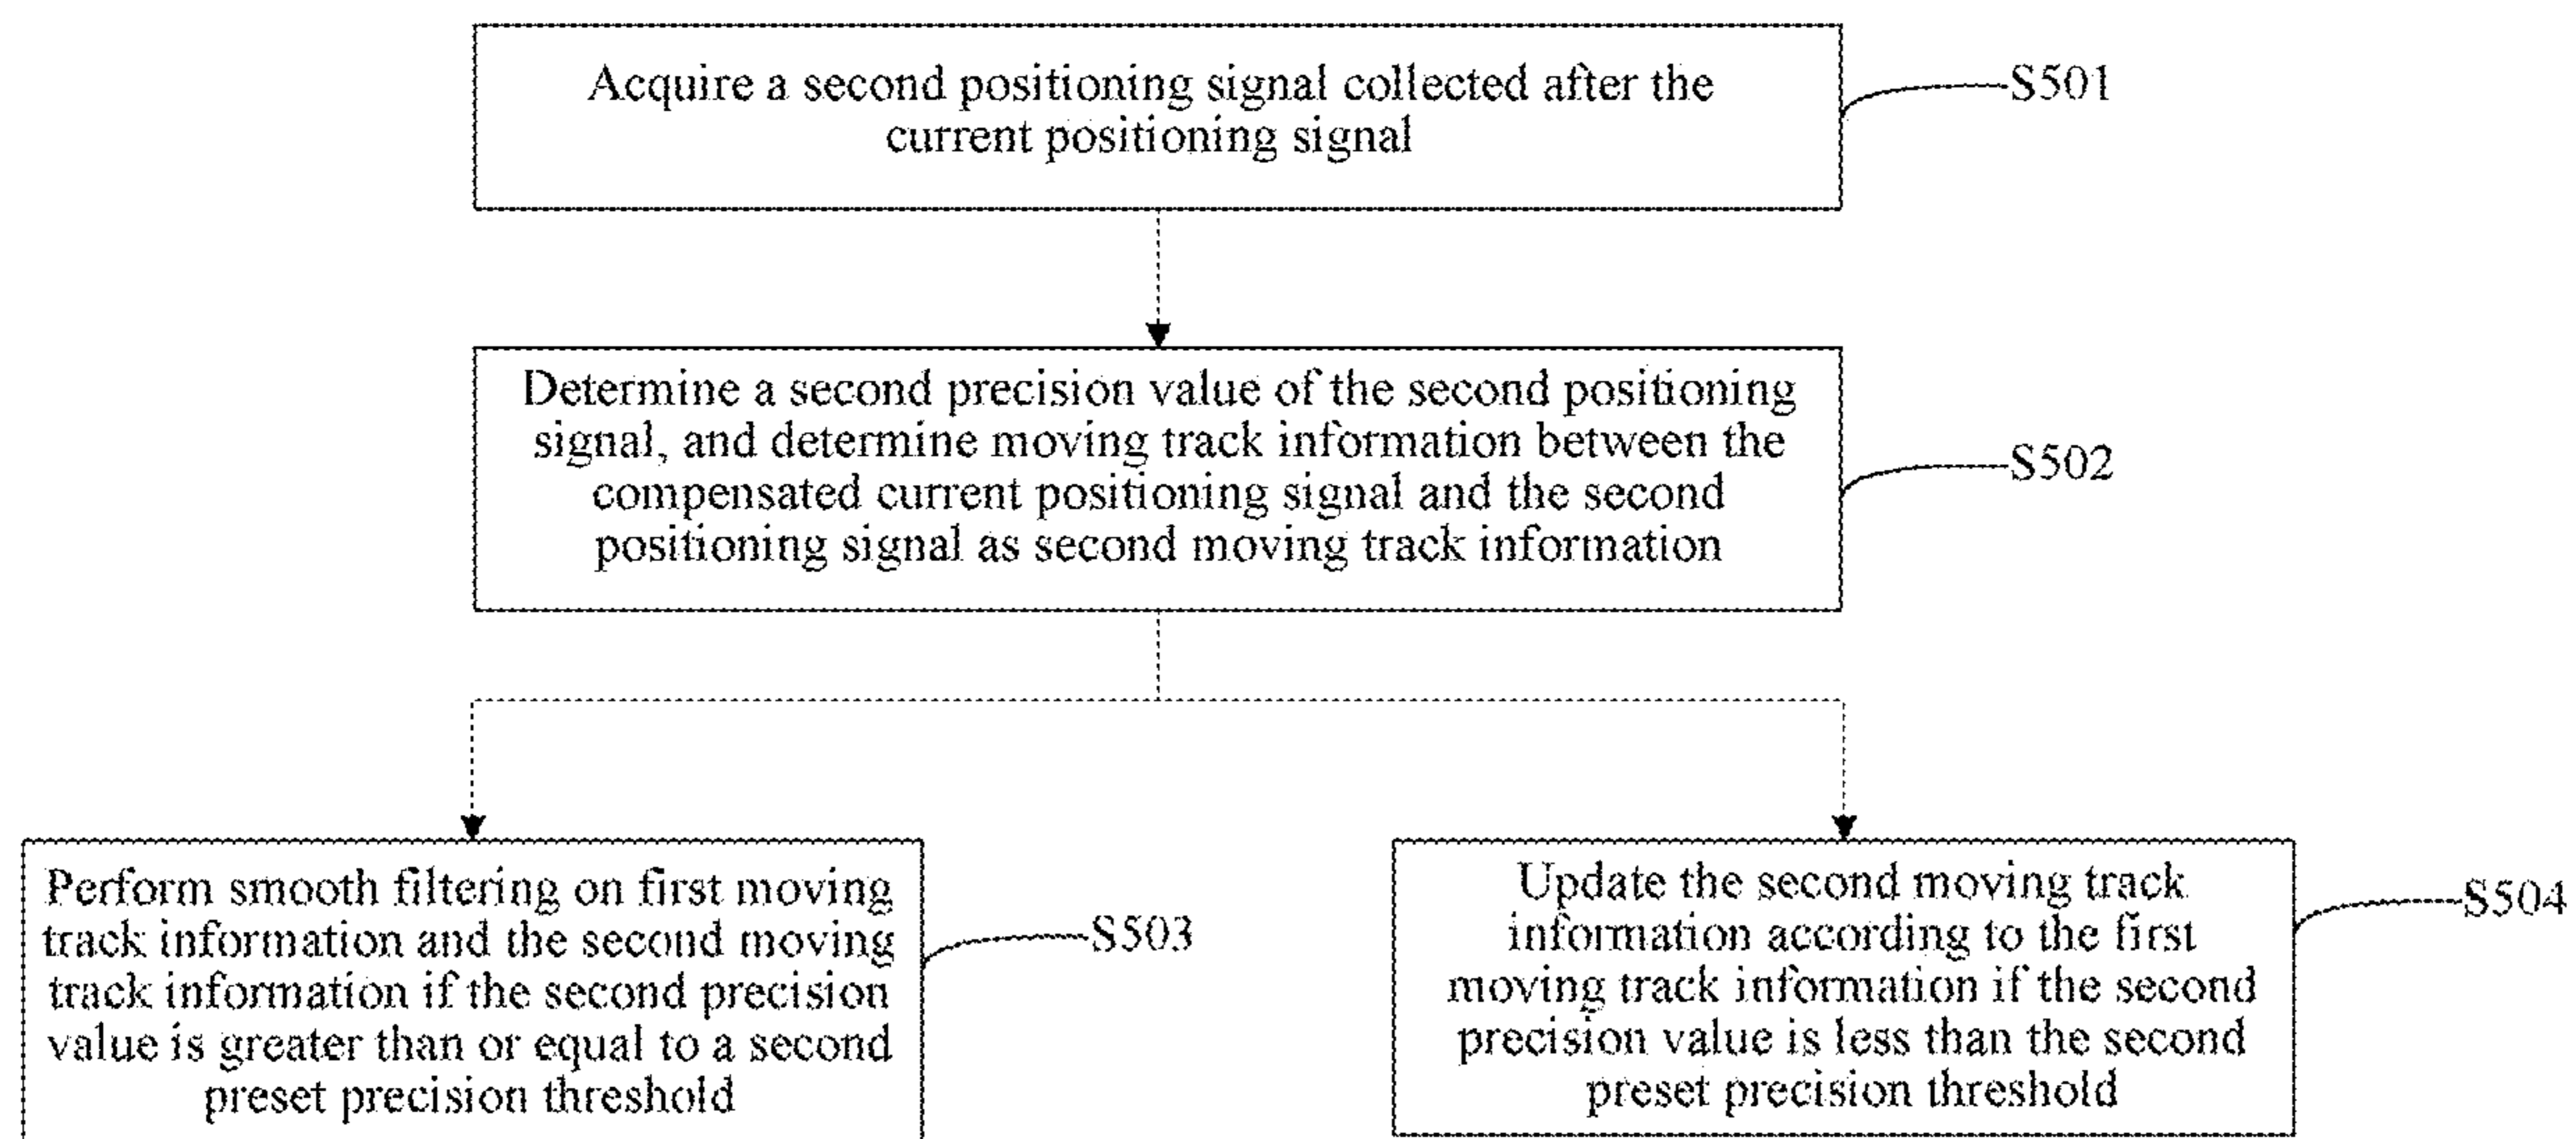 Acquire a second positioning signal collected after the
current positioning signal
S501
Determine a second precision value of the second positioning
signal, and determine moving track information between the
compensated current positioning signal and the second
positioning signal as second moving track information
S502
Perform smooth filtering on first moving
track information and the second moving
track information if the second precision
value is greater than or equal to a second
preset precision threshold
S503
Update the second moving track
information according to the first
moving track information if the second
precision value is less than the second
preset precision threshold
S504